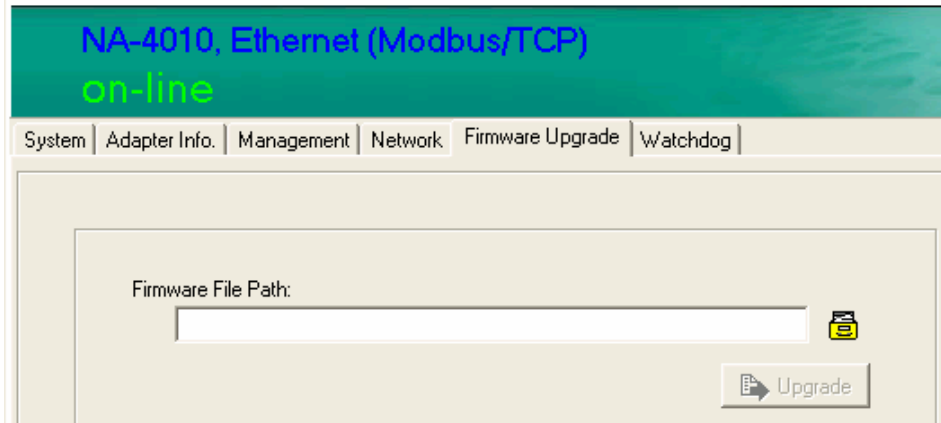 NA-4010, Ethernet (Modbus/TCP)
on-line
System Adapter Info. Management Network Firmware Upgrade Watchdog
Firmware File Path:
Upgrade